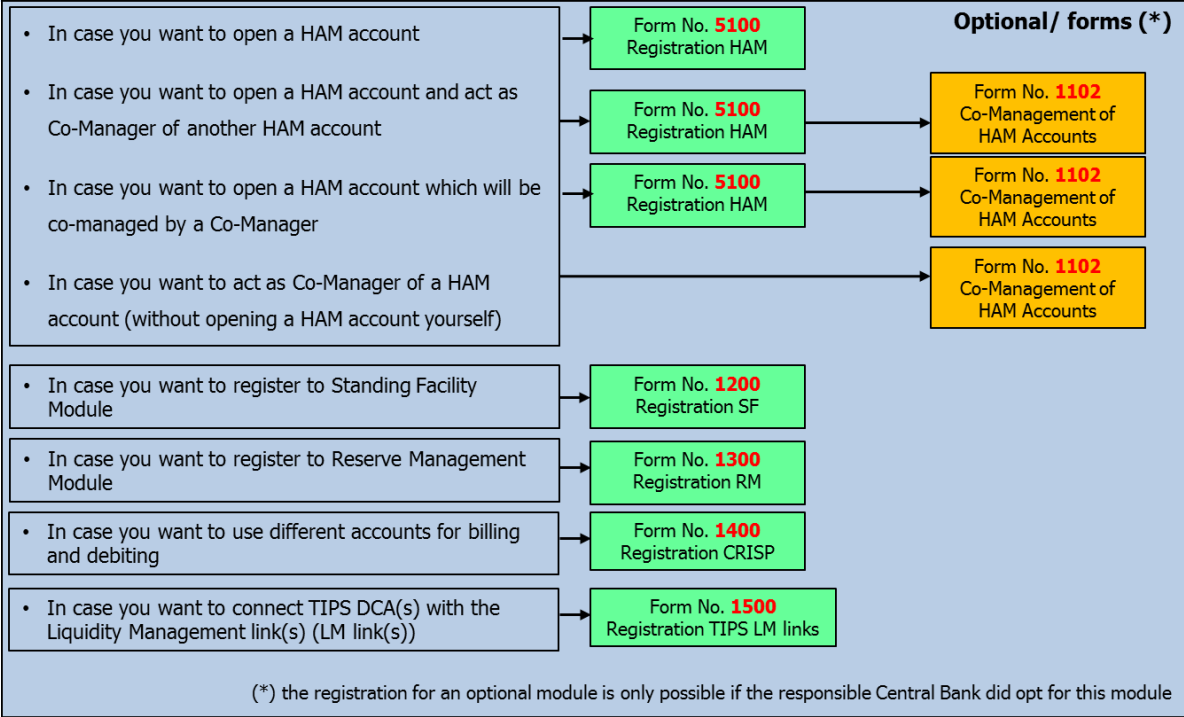 Optional/ forms (*)
• In case you want to open a HAM account
Form No. 5100
Registration HAM
• In case you want to open a HAM account and act as
Co-Manager of another HAM account
Form No. 5100
Registration HAM
Form No. 1102
Co-Management of
HAM Accounts
• In case you want to open a HAM account which will be
co-managed by a Co-Manager
Form No. 5100
Registration HAM
Form No. 1102
Co-Management of
HAM Accounts
• In case you want to act as Co-Manager of a HAM
account (without opening a HAM account yourself)
Form No. 1102
Co-Management of
HAM Accounts
• In case you want to register to Standing Facility
Module
Form No. 1200
Registration SF
• In case you want to register to Reserve Management
Module
Form No. 1300
Registration RM
• In case you want to use different accounts for billing
and debiting
Form No. 1400
Registration CRISP
• In case you want to connect TIPS DCA(s) with the
Liquidity Management link(s) (LM link(s))
Form No. 1500
Registration TIPS LM links
(*) the registration for an optional module is only possible if the responsible Central Bank did opt for this module